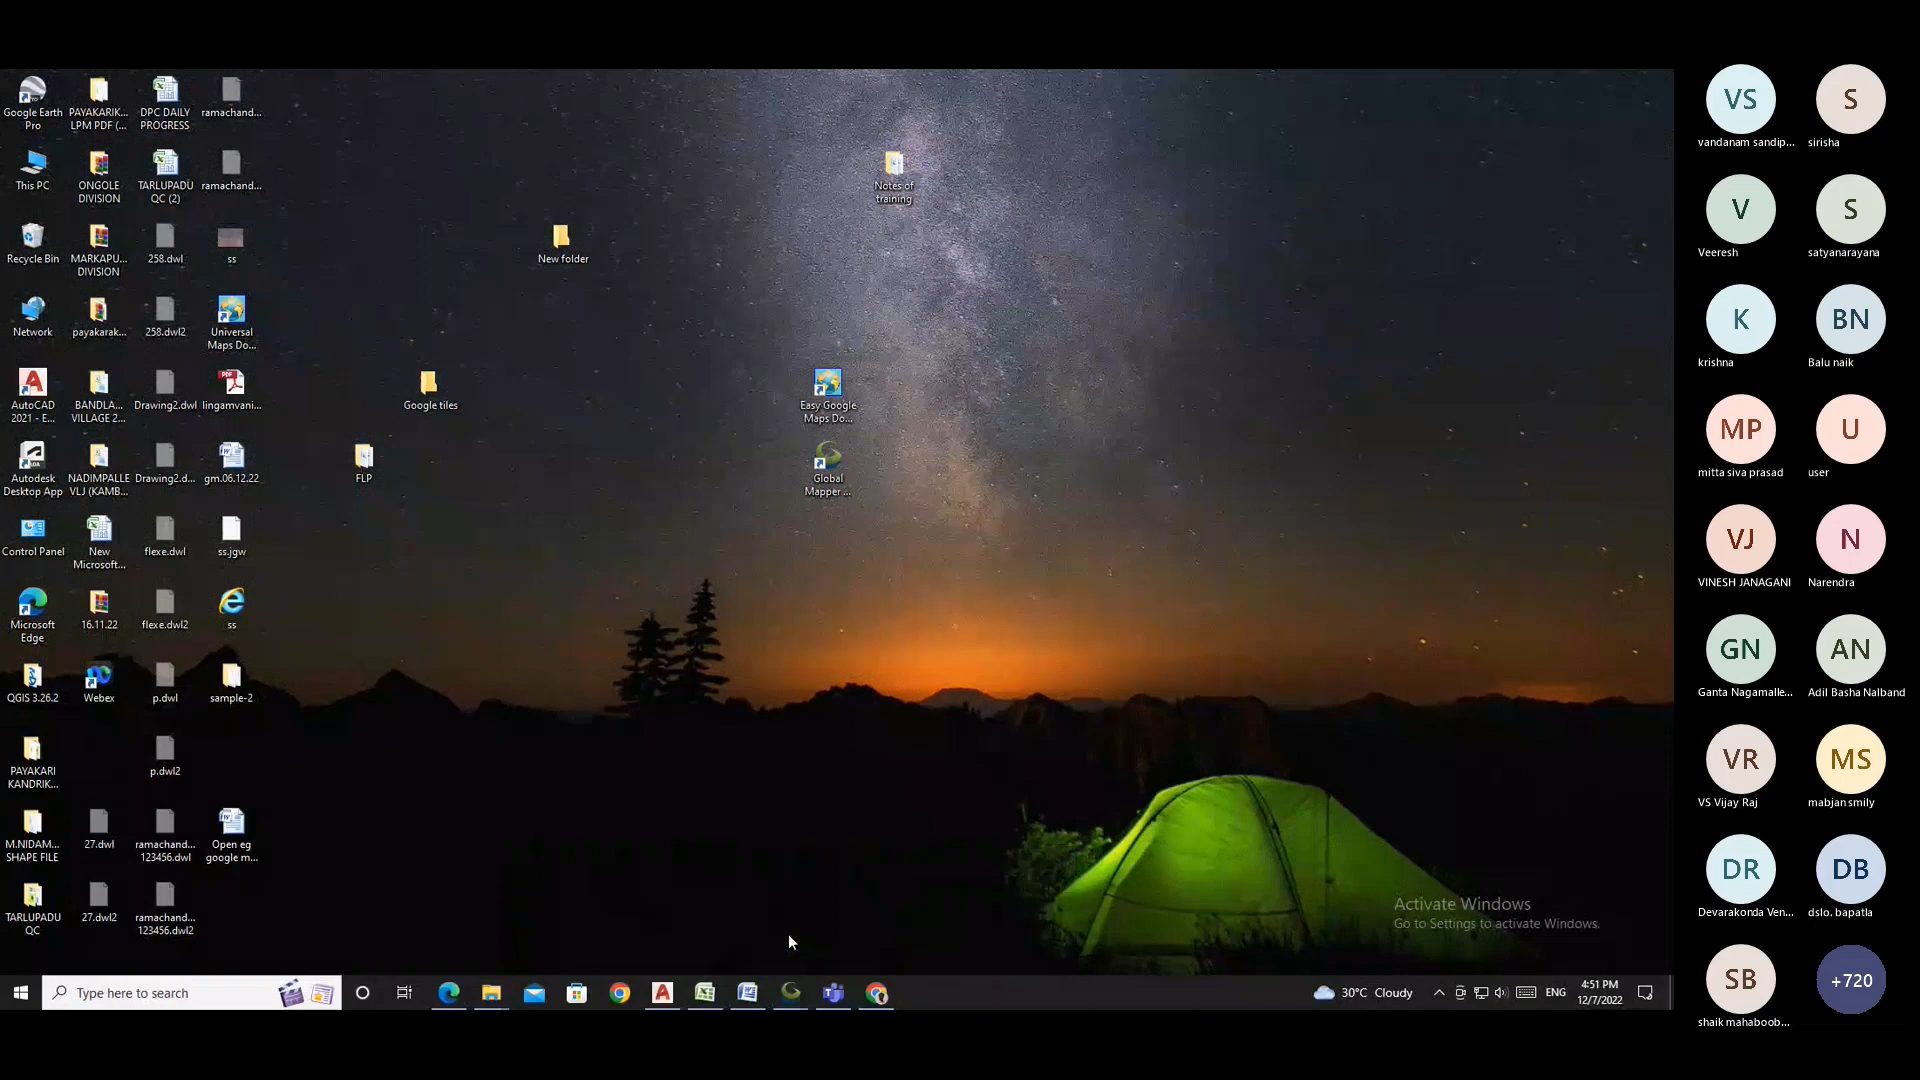 Google Earth
Pro
PAYAKARIK...
LPM PDF (...
DPC DAILY
PROGRESS
ramachand...
This PC
ONGOLE
DIVISION
TARLUPADU
QC (2)
ramachand...
Notes of
training
Recycle Bin
MARKAPU...
DIVISION
258.dwl
ss
New folder
Network
payakarak...
258.dwl2
Universal
Maps Do...
AutoCAD
2021 - E...
BANDLA...
VILLAGE 2...
Drawing2.dwl
PDF
lingamvani...
Google tiles
Easy Google
Maps Do...
Autodesk
Desktop App
NADIMPALLE
VLJ (KAMB...
Drawing2.d...
gm.06.12.22
FLP
Global
Mapper ...
Control Panel
New
Microsoft...
flexe.dwl
ss.jgw
Microsoft
Edge
16.11.22
flexe.dwl2
ss
QGIS 3.26.2
Webex
p.dwl
sample-2
PAYAKARI
KANDRIK...
p.dwl2
M.NIDAM...
SHAPE FILE
27.dwl
ramachand...
123456.dwl
Open eg
google m...
TARLUPADU
QC
27.dwl2
ramachand...
123456.dwl2
Activate Windows
Go to Settings to activate Windows.
Type here to search
30°C Cloudy
ENG
4:51 PM
12/7/2022
VS
vandanam sandip...
S
sirisha
V
Veeresh
S
satyanarayana
K
krishna
BN
Balu naik
MP
mitta siva prasad
U
user
VJ
VINESH JANAGANI
N
Narendra
GN
Ganta Nagamalle...
AN
Adil Basha Nalband
VR
VS Vijay Raj
MS
mabjan smily
DR
Devarakonda Ven...
DB
dslo. bapatla
SB
shaik mahaboob...
+720